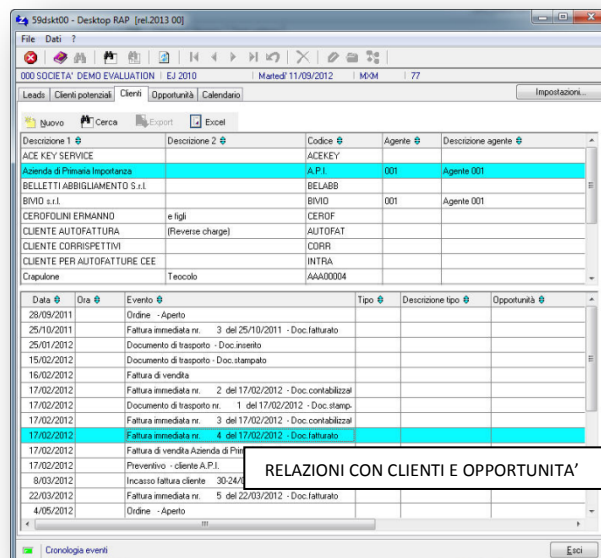 59dskt00 - Desktop RAP [rel.2013 00]
File Dati ?
000 SOCIETA' DEMO EVALUATION EJ 2010 Martedi' 11/09/2012 MXM 77
Leads Clienti potenziali Clienti Opportunità Calendario Impostazioni...
Nuovo Cerca Export Excel
Descrizione 1 Descrizione 2 Codice Agente Descrizione agente
ACE KEY SERVICE ACEKEY
Azienda di Primaria Importanza A.P.I. 001 Agente 001
BELLETTI ABBIGLIAMENTO S.r.l. BELABB
BIVIO s.r.l. BIVIO 001 Agente 001
CEROFOLINI ERMANNO e figli CEROF
CLIENTE AUTOFATTURA (Reverse charge) AUTOFAT
CLIENTE CORRISPETTIVI CORR
CLIENTE PER AUTOFATTURE CEE INTRA
Crapulone Teocolo AAA00004
Data Ora Evento Tipo Descrizione tipo Opportunità
28/09/2011 Ordine - Aperto
25/10/2011 Fattura immediata nr. 3 del 25/10/2011 - Doc.fatturato
25/01/2012 Documento di trasporto - Doc.inserito
15/02/2012 Documento di trasporto - Doc.stampato
16/02/2012 Fattura di vendita
17/02/2012 Fattura immediata nr. 2 del 17/02/2012 - Doc.contabilizzat
17/02/2012 Documento di trasporto nr. 1 del 17/02/2012 - Doc.stamp
17/02/2012 Fattura immediata nr. 3 del 17/02/2012 - Doc.contabilizzat
17/02/2012 Fattura immediata nr. 4 del 17/02/2012 - Doc.fatturato
17/02/2012 Fattura di vendita Azienda di Prim
17/02/2012 Preventivo - cliente A.P.I.
8/03/2012 Incasso fattura cliente 30-24/0
22/03/2012 Fattura immediata nr. 5 del 22/03/2012 - Doc.fatturato
4/05/2012 Ordine - Aperto
RELAZIONI CON CLIENTI E OPPORTUNITA'
Cronologia eventi Esci